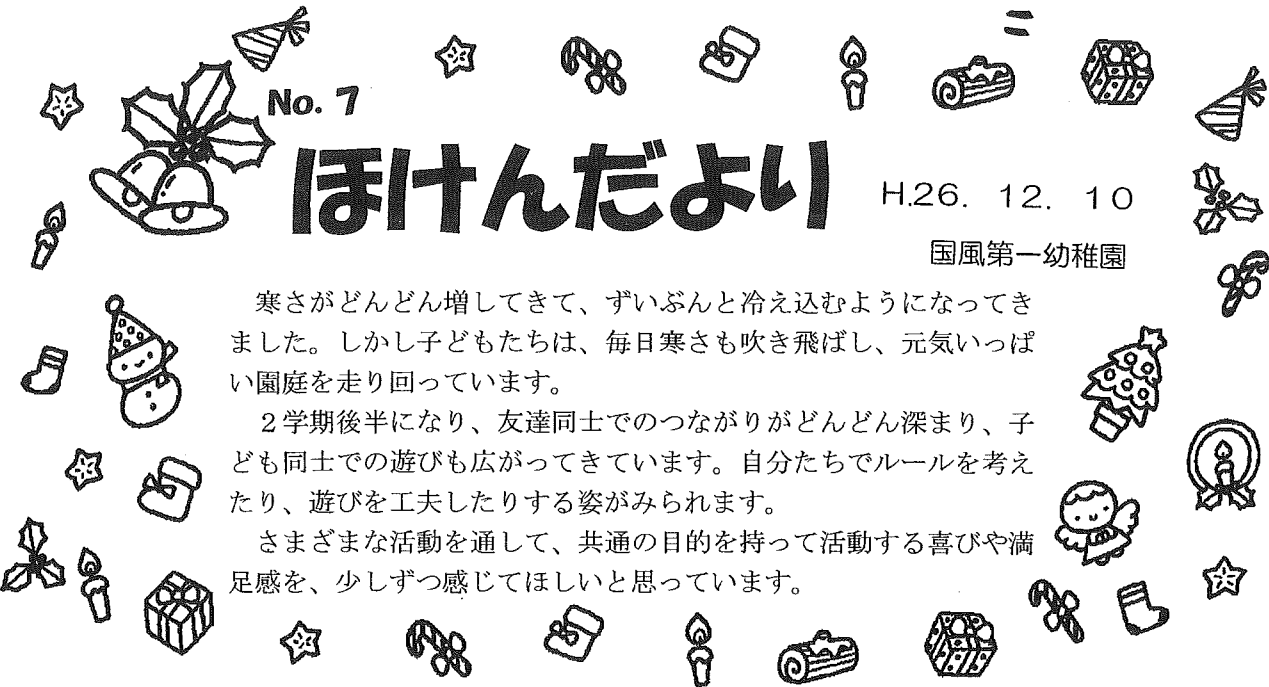 No. 7
ほけんだより
H.26. 12. 10
国風第一幼稚園
寒さがどんどん増してきて、ずいぶんと冷え込むようになってき
ました。しかし子どもたちは、毎日寒さも吹き飛ばし、元気いっぱ
い園庭を走り回っています。
２学期後半になり、友達同士でのつながりがどんどん深まり、子
ども同士での遊びも広がってきています。自分たちでルールを考え
たり、遊びを工夫したりする姿がみられます。
さまざまな活動を通して、共通の目的を持って活動する喜びや満
足感を、少しずつ感じてほしいと思っています。